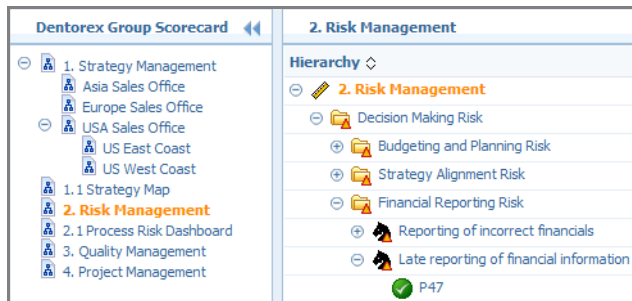 Dentorex Group Scorecard
1. Strategy Management
Asia Sales Office
Europe Sales Office
USA Sales Office
US East Coast
US West Coast
1.1 Strategy Map
2. Risk Management
2.1 Process Risk Dashboard
3. Quality Management
4. Project Management
2. Risk Management
Hierarchy
2. Risk Management
Decision Making Risk
Budgeting and Planning Risk
Strategy Alignment Risk
Financial Reporting Risk
Reporting of incorrect financials
Late reporting of financial information
P47